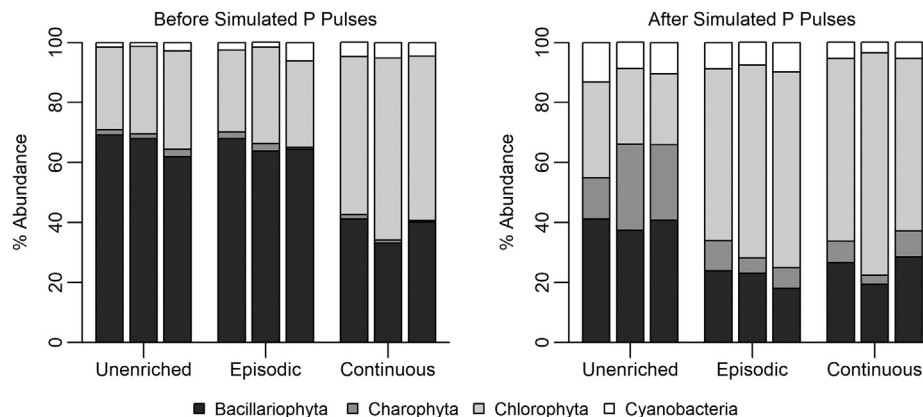 Before Simulated P Pulses
After Simulated P Pulses
% Abundance
0
20
40
60
80
100
Unenriched Episodic Continuous
% Abundance
0
20
40
60
80
100
Unenriched Episodic Continuous
Bacillariophyta Charophyta Chlorophyta Cyanobacteria